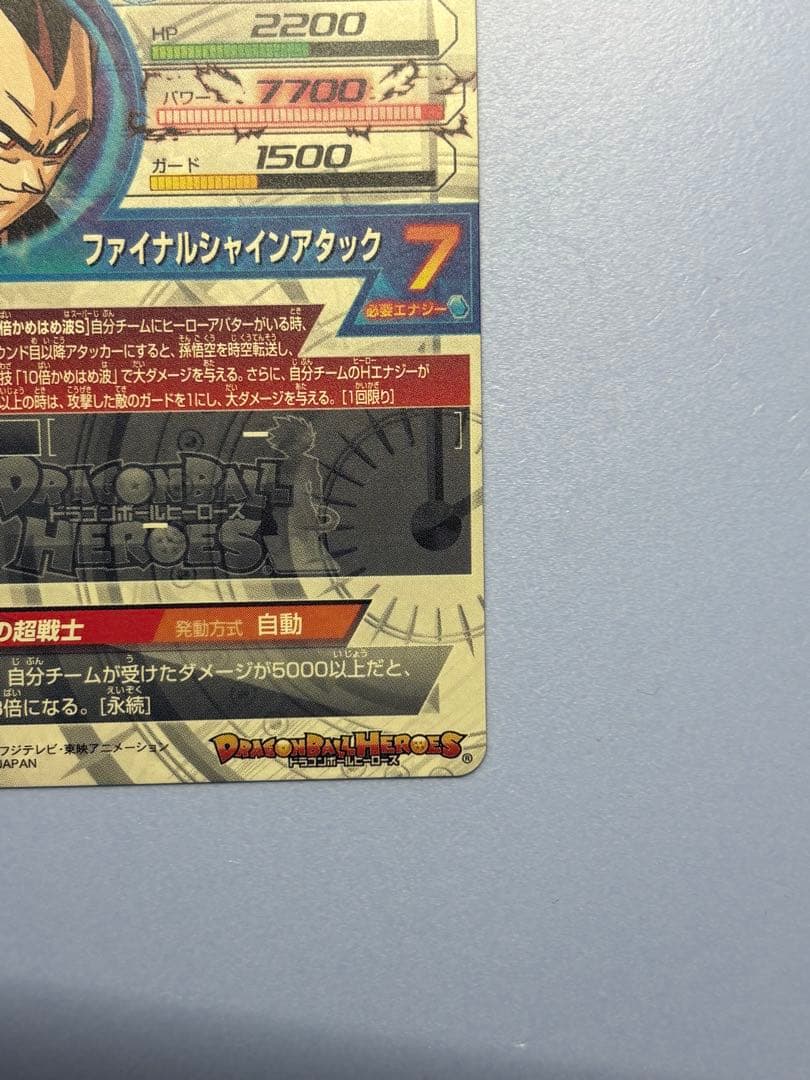 HP 2200
パワー 7700
ガード 1500
ファイナルシャインアタック 7
必要エナジー
倍かめはめ波S]自分チームにヒーローアバターがいる時、
ウンド目以降アタッカーにすると、孫悟空を時空転送し、
技「10倍かめはめ波」で大ダメージを与える。さらに、自分チームのHエナジーが
以上の時は、攻撃した敵のガードを1にし、大ダメージを与える。[1回限り]
DRAGONBALL
ドラゴンボールヒーローズ
HEROES
の超戦士 発動方式 自動
自分チームが受けたダメージが5000以上だと、
倍になる。[永続]
フジテレビ・東映アニメーション
JAPAN
DRAGONBALL HEROES
ドラゴンボールヒーローズ ®